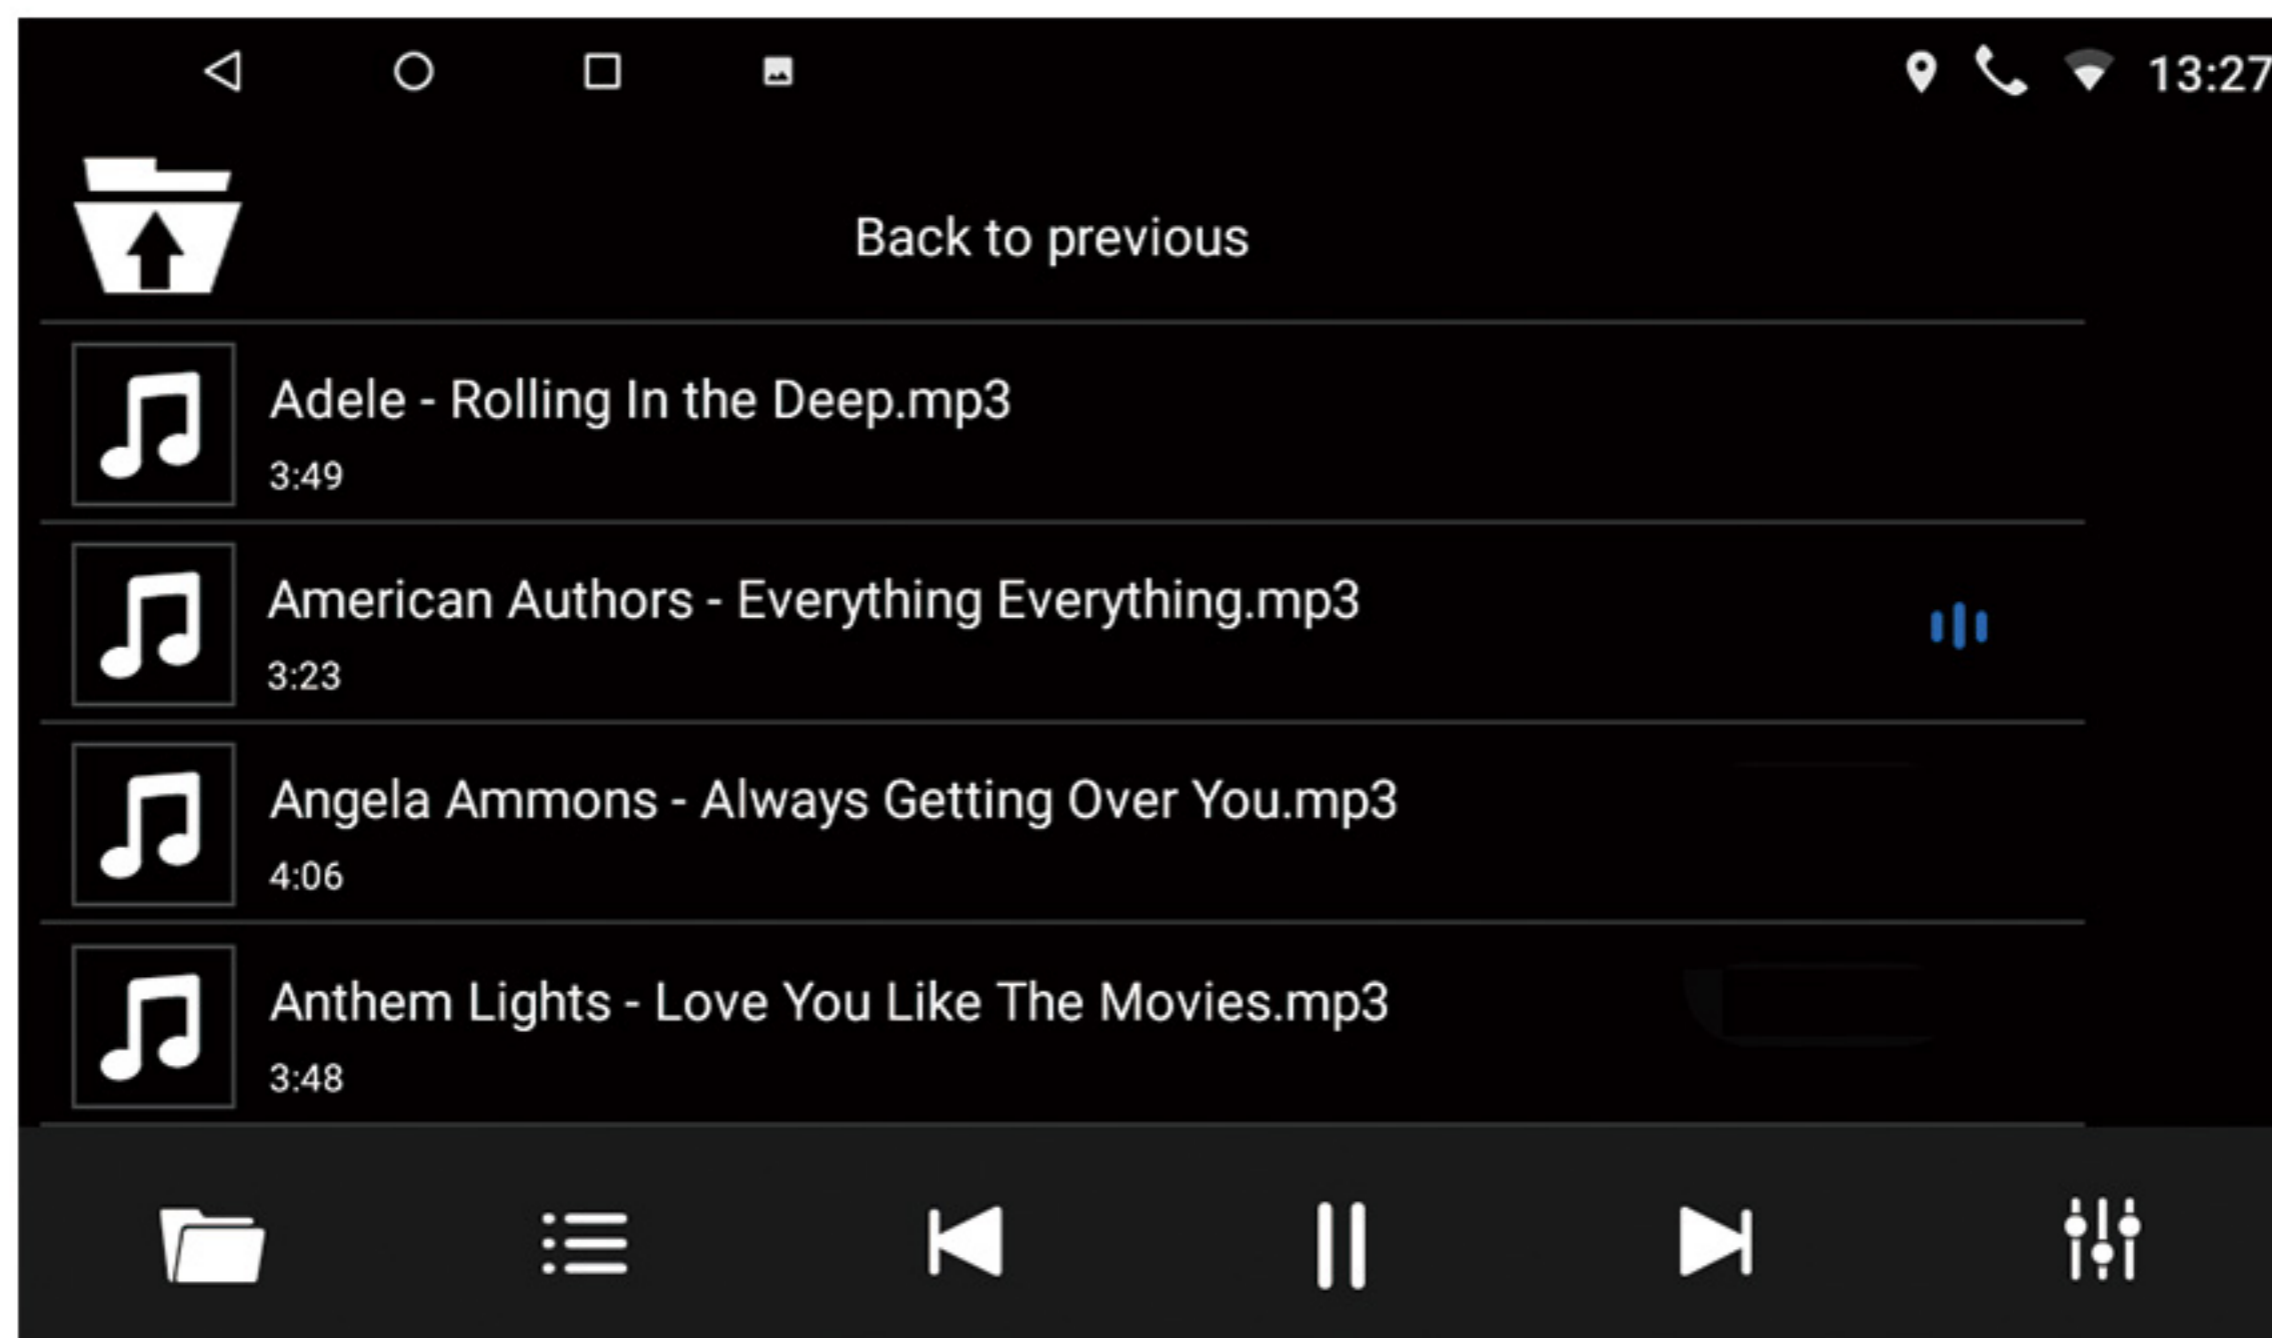 13:27
Back to previous
Adele - Rolling In the Deep.mp3
3:49
American Authors - Everything Everything.mp3
3:23
Angela Ammons - Always Getting Over You.mp3
4:06
Anthem Lights - Love You Like The Movies.mp3
3:48